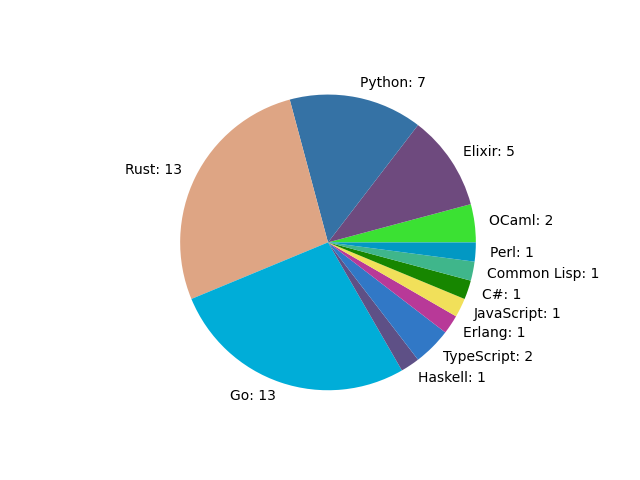 Python: 7
Elixir: 5
Rust: 13
OCaml: 2
Perl: 1
Common Lisp: 1
C#: 1
JavaScript: 1
Erlang: 1
TypeScript: 2
Haskell: 1
Go: 13